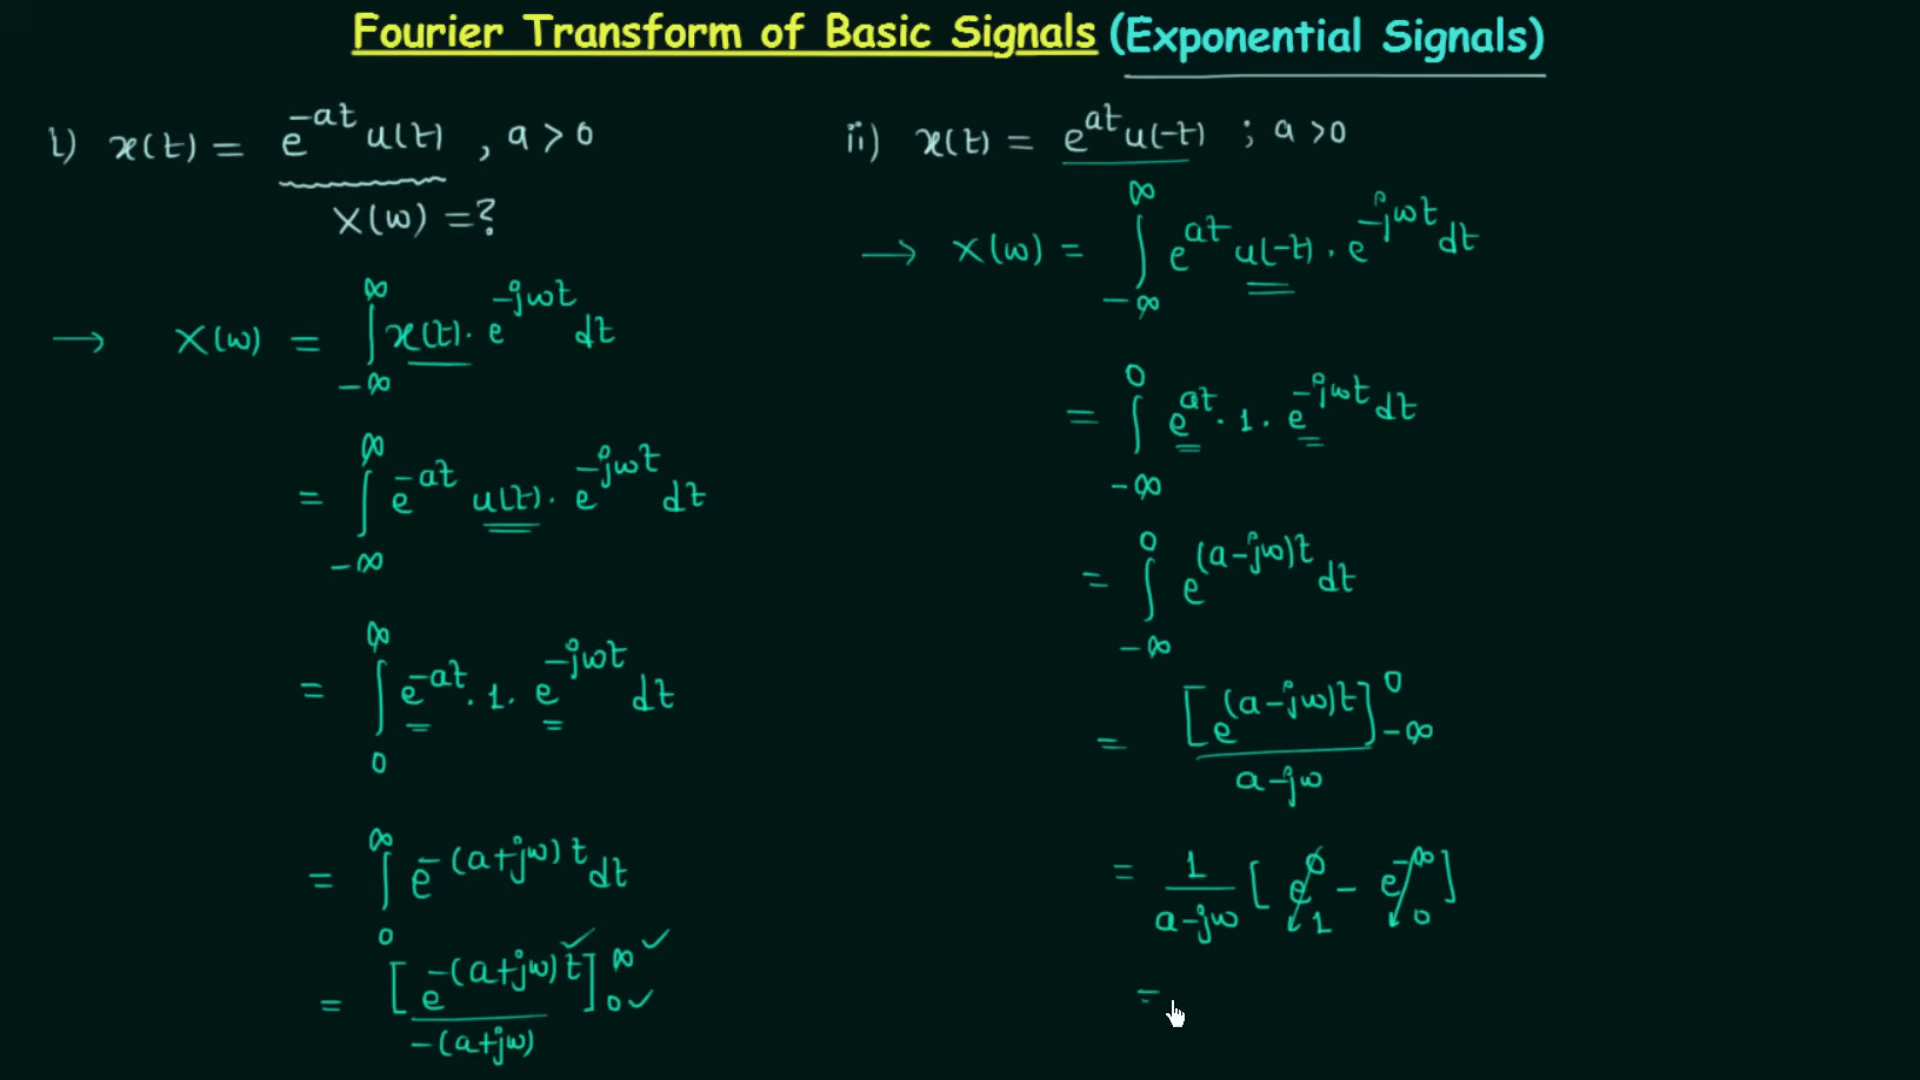 Fourier Transform of Basic Signals (Exponential Signals)
i) x(t) = e^{-at} u(t) , a > 0
X(ω) = ?
→ X(ω) = ∫_{-∞}^{∞} x(t) . e^{-jωt} dt
= ∫_{-∞}^{∞} e^{-at} u(t) . e^{-jωt} dt
= ∫_{0}^{∞} e^{-at} . 1 . e^{-jωt} dt
= ∫_{0}^{∞} e^{-(a+jω)t} dt
= [e^{-(a+jω)t}]_{0}^{∞} / -(a+jω)
ii) x(t) = e^{at} u(-t) ; a > 0
→ X(ω) = ∫_{-∞}^{∞} e^{at} u(-t) . e^{-jωt} dt
= ∫_{-∞}^{0} e^{at} . 1 . e^{-jωt} dt
= ∫_{-∞}^{0} e^{(a-jω)t} dt
= [e^{(a-jω)t}]_{-∞}^{0} / a-jω
= 1 / a-jω [ e^{0} - e^{-∞} ]
1 0
=